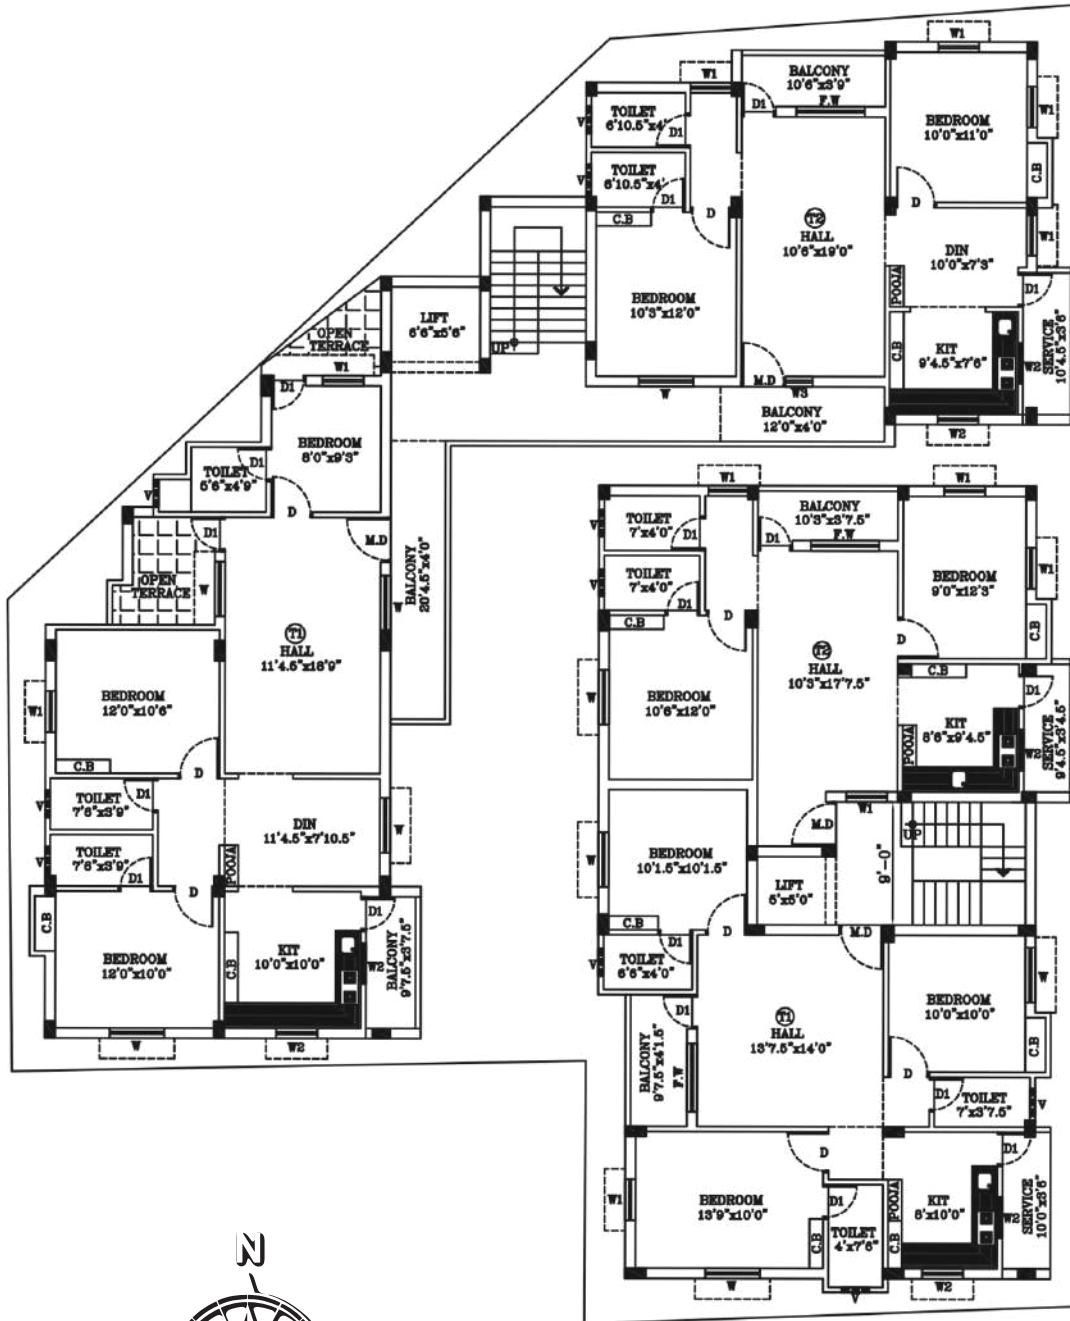 W1
W1
BALCONY
10'6"x3'9"
F.W
D1
TOILET
6'10.5"x4'
D1
V
TOILET
6'10.5"x4'
D1
V
C.B
D
BEDROOM
10'0"x11'0"
W1
C.B
D
T2
HALL
10'6"x19'0"
DIN
10'0"x7'3"
W1
POOJA
D1
BEDROOM
10'3"x12'0"
W
M.D
W3
C.B
KIT
9'4.5"x7'6"
W2
SERVICE
10'4.5"x3'6"
W2
BALCONY
12'0"x4'0"
UP
LIFT
6'6"x5'6"
OPEN
TERRACE
W1
D1
BEDROOM
8'0"x9'3"
D1
TOILET
5'6"x4'9"
V
D
D1
M.D
OPEN
TERRACE
W
W
BALCONY
20'4.5"x4'0"
T1
HALL
11'4.5"x18'9"
BEDROOM
12'0"x10'6"
W1
C.B
D
D1
TOILET
7'6"x3'9"
V
DIN
11'4.5"x7'10.5"
W
TOILET
7'6"x3'9"
V
D1
D
POOJA
C.B
BEDROOM
12'0"x10'0"
W
KIT
10'0"x10'0"
C.B
D1
W2
BALCONY
9'7.5"x3'7.5"
W2
W1
W1
BALCONY
10'3"x3'7.5"
F.W
D1
TOILET
7'x4'0"
D1
V
TOILET
7'x4'0"
D1
V
C.B
D
BEDROOM
9'0"x12'3"
W1
C.B
D
T2
HALL
10'3"x17'7.5"
BEDROOM
10'6"x12'0"
W
C.B
D1
KIT
8'6"x9'4.5"
POOJA
W2
SERVICE
9'4.5"x3'4.5"
W1
M.D
UP
9'-0"
BEDROOM
10'1.5"x10'1.5"
W
LIFT
5'x5'0"
C.B
D
D1
M.D
TOILET
6'6"x4'0"
V
D1
BALCONY
9'7.5"x4'1.5"
F.W
T1
HALL
13'7.5"x14'0"
BEDROOM
10'0"x10'0"
W
C.B
D
D1
TOILET
7'x3'7.5"
V
D
D1
BEDROOM
13'9"x10'0"
W1
C.B
W
D1
TOILET
4'x7'6"
V
POOJA
C.B
KIT
8'x10'0"
W2
SERVICE
10'0"x3'6"
W2
N